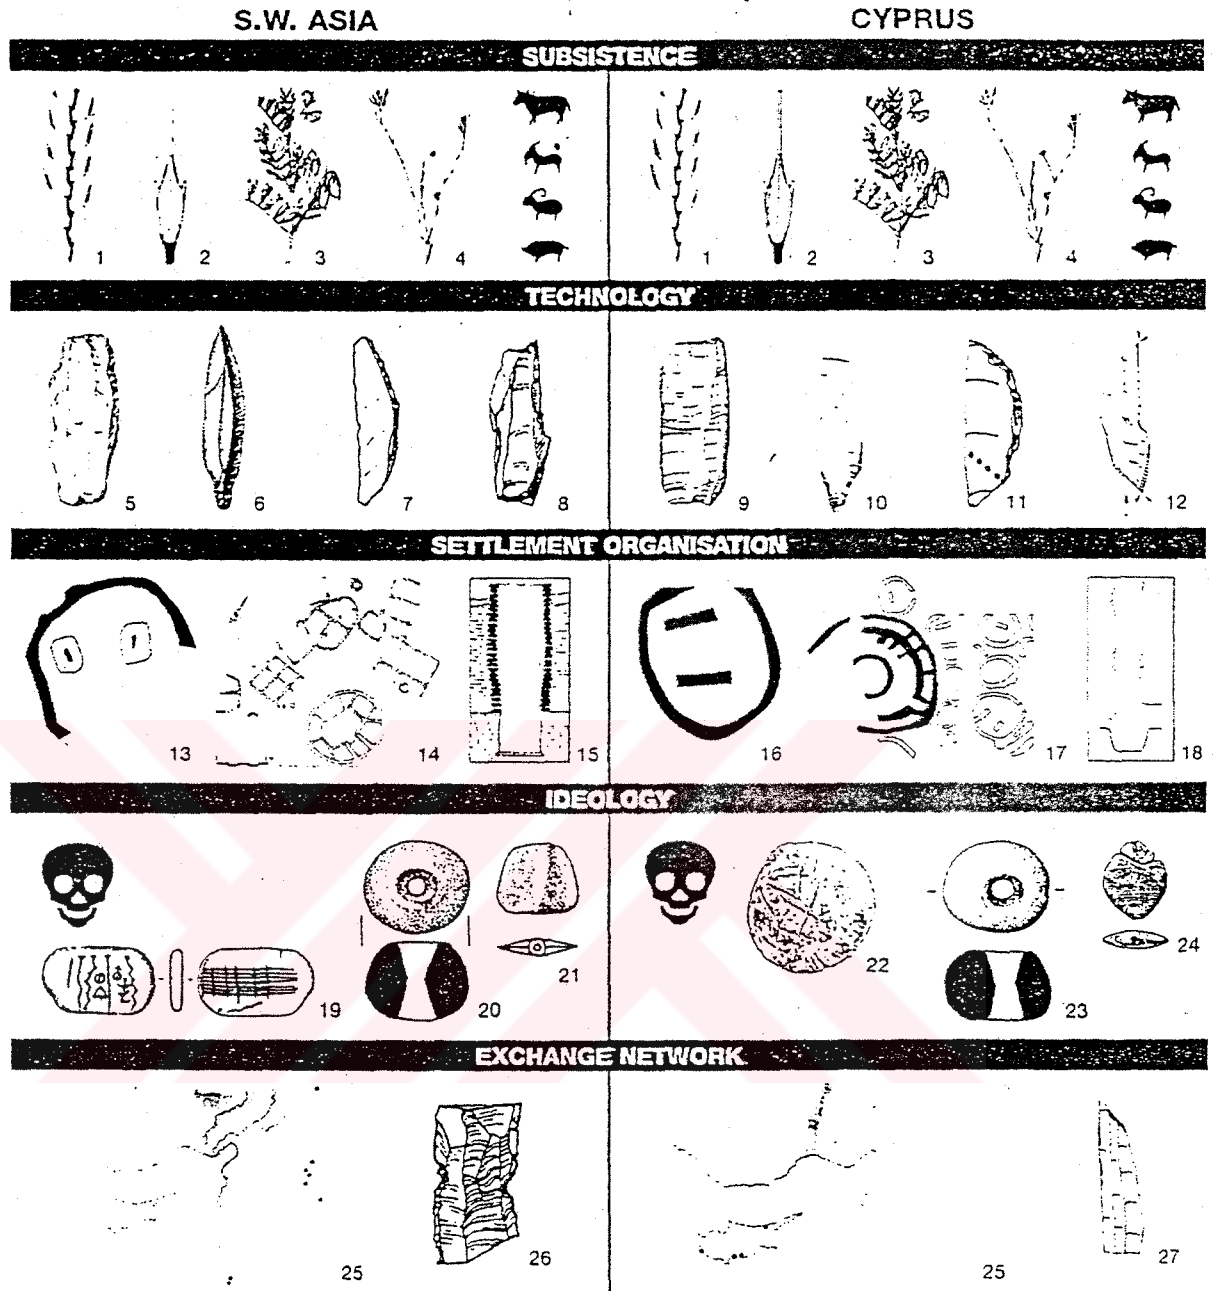 S.W. ASIA CYPRUS
SUBSISTENCE
1 2 3 4 1 2 3 4
TECHNOLOGY
5 6 7 8 9 10 11 12
SETTLEMENT ORGANISATION
13 14 15 16 17 18
IDEOLOGY
21 22 24
19 20 23
EXCHANGE NETWORK
25 26 25 27